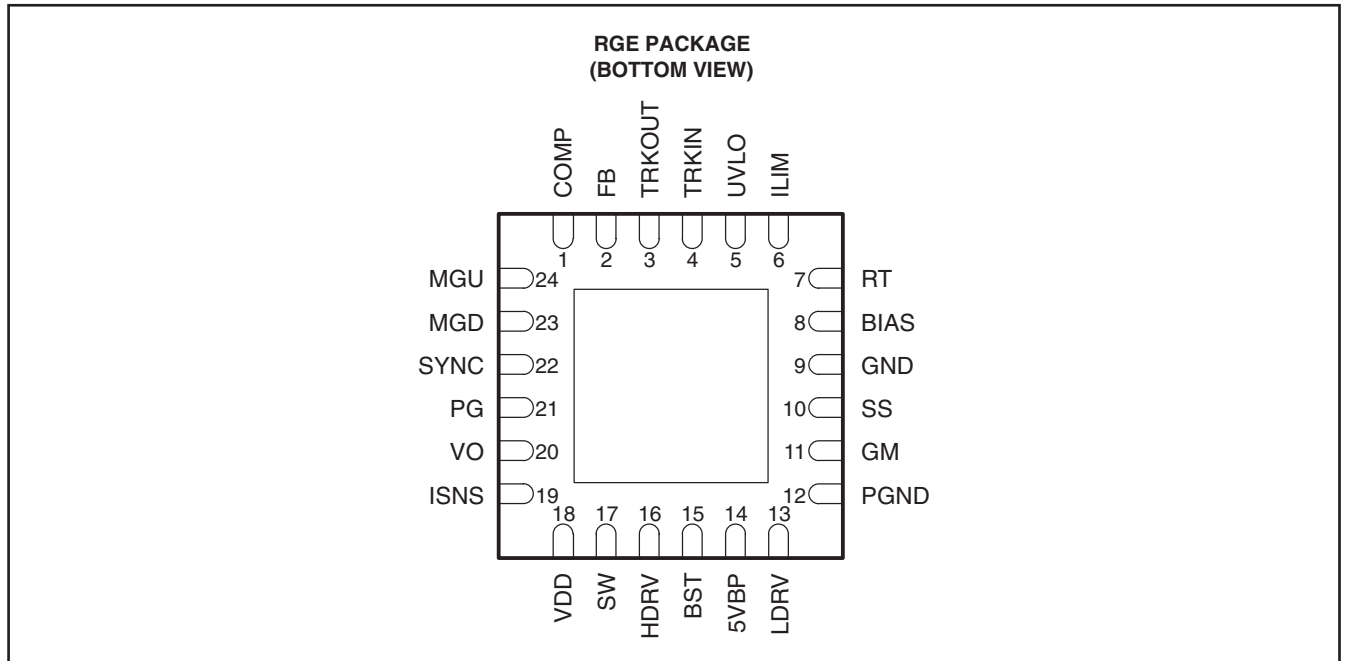 RGE PACKAGE
(BOTTOM VIEW)
COMP
FB
TRKOUT
TRKIN
UVLO
ILIM
1 2 3 4 5 6
MGU 24
MGD 23
SYNC 22
PG 21
VO 20
ISNS 19
7 RT
8 BIAS
9 GND
10 SS
11 GM
12 PGND
18 17 16 15 14 13
VDD
SW
HDRV
BST
5VBP
LDRV